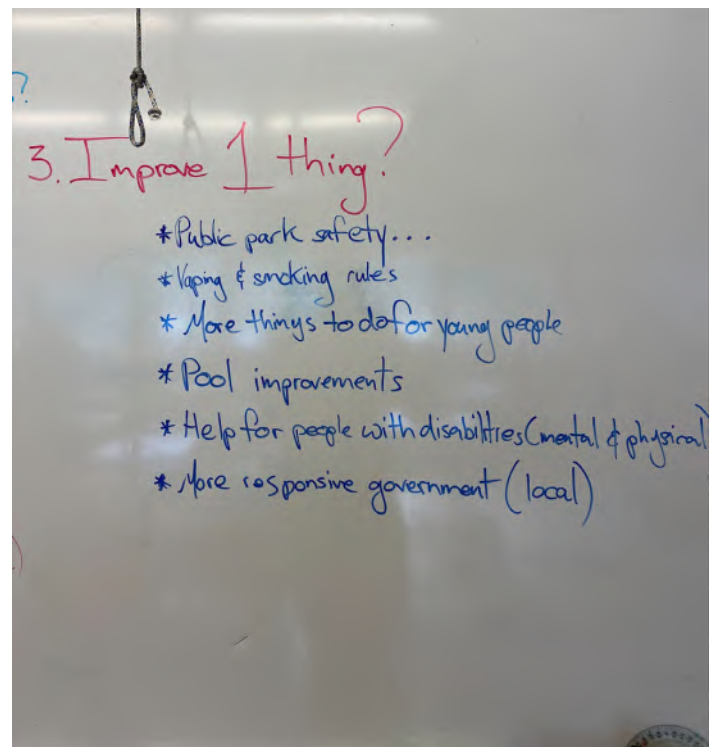 ?
3. Improve 1 thing?
*Public park safety...
*Vaping & smoking rules
*More things to do for young people
*Pool improvements
*Help for people with disabilities (mental & physical)
*More responsive government (local)
)